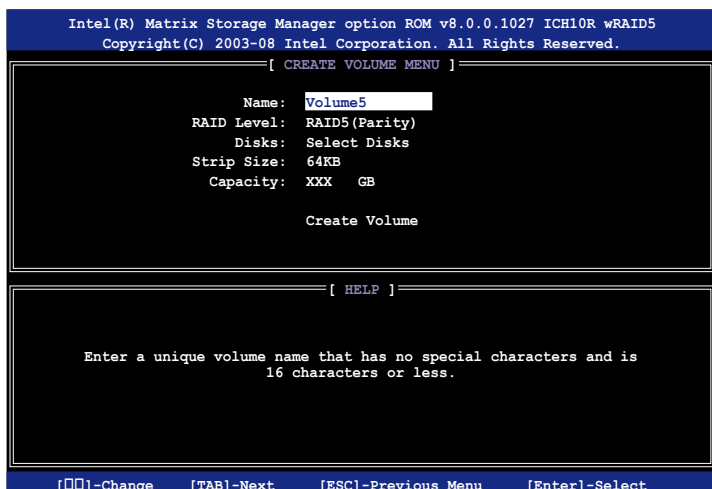 Intel(R) Matrix Storage Manager option ROM v8.0.0.1027 ICH10R wRAID5
Copyright(C) 2003-08 Intel Corporation. All Rights Reserved.
[ CREATE VOLUME MENU ]
Name: Volume5
RAID Level: RAID5(Parity)
Disks: Select Disks
Strip Size: 64KB
Capacity: XXX GB
Create Volume
[ HELP ]
Enter a unique volume name that has no special characters and is
16 characters or less.
[▯▯]-Change [TAB]-Next [ESC]-Previous Menu [Enter]-Select